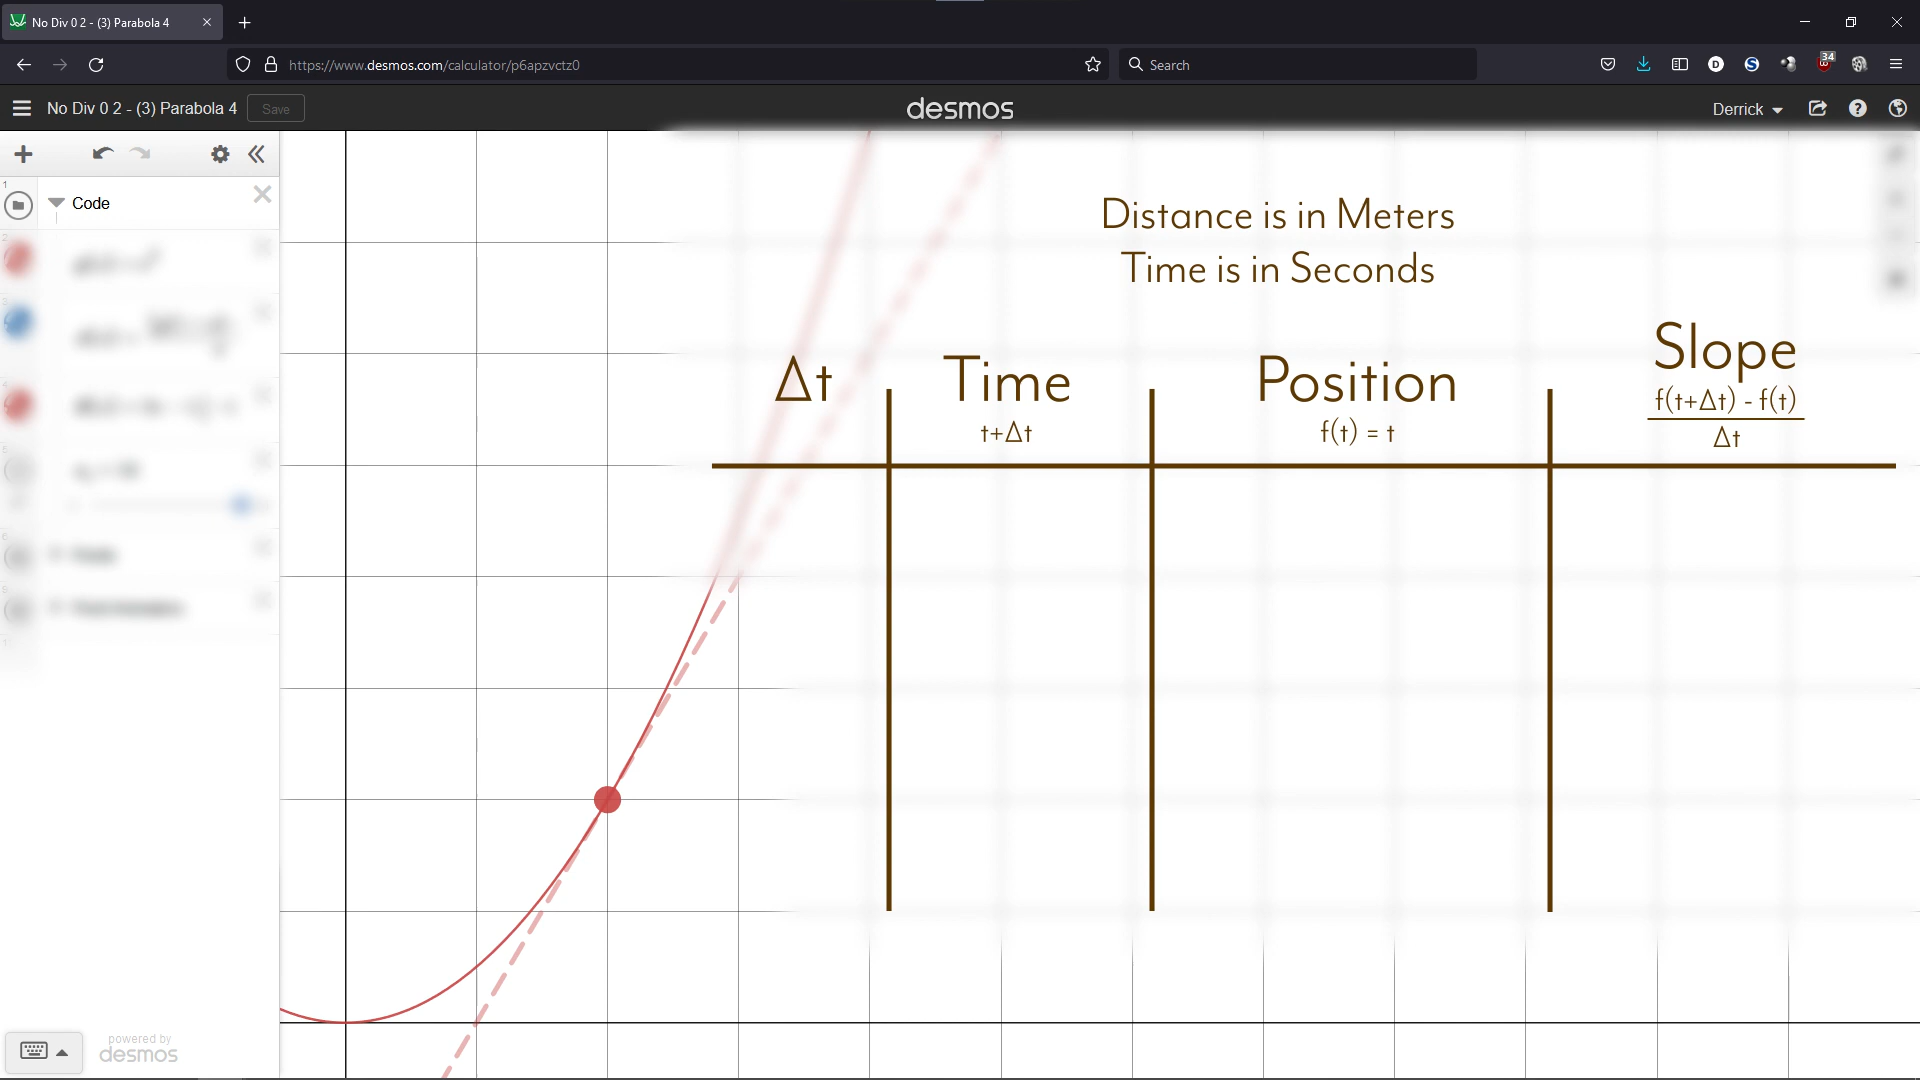 No Div 0 2 - (3) Parabola 4
https://www.desmos.com/calculator/p6apzvctz0
Search
34
No Div 0 2 - (3) Parabola 4
Save
desmos
Derrick
1
Code
Distance is in Meters
Time is in Seconds
Δt
Time
t+Δt
Position
f(t) = t
Slope
f(t+Δt) - f(t)
Δt
powered by
desmos